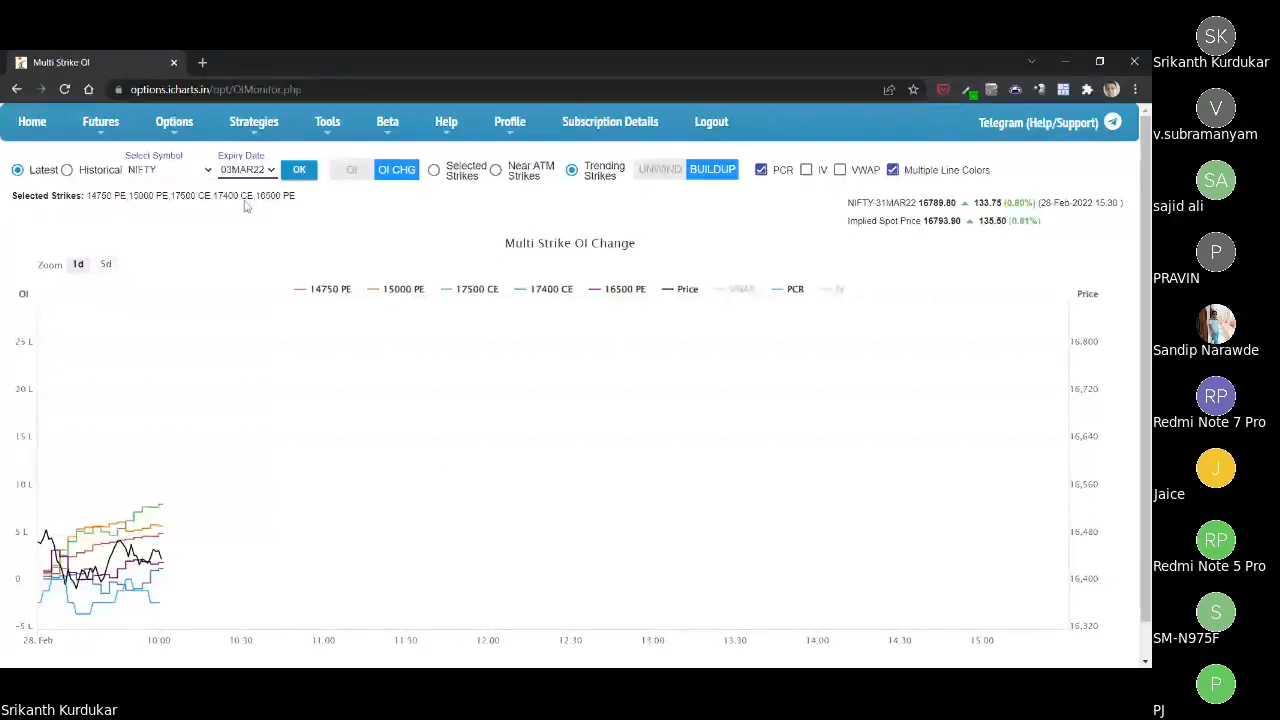 Multi Strike OI
options.icharts.in/opt/OIMonitor.php
Home Futures Options Strategies Tools Beta Help Profile Subscription Details Logout Telegram (Help/Support)
Select Symbol Expiry Date
Latest Historical NIFTY 03MAR22 OK OI OI CHG Selected Strikes Near ATM Strikes Trending Strikes UNWIND BUILDUP PCR IV VWAP Multiple Line Colors
Selected Strikes: 14750 PE,15000 PE,17500 CE,17400 CE,16500 PE
NIFTY-31MAR22 16789.80 ▲ 133.75 (0.80%) (28-Feb-2022 15:30 )
Implied Spot Price 16793.90 ▲ 135.50 (0.81%)
Multi Strike OI Change
Zoom 1d 5d
14750 PE 15000 PE 17500 CE 17400 CE 16500 PE Price VWAP PCR IV
OI Price
25 L 16,800
20 L 16,720
15 L 16,640
10 L 16,560
5 L 16,480
0 16,400
-5 L 16,320
28. Feb 10:00 10:30 11:00 11:30 12:00 12:30 13:00 13:30 14:00 14:30 15:00
SK
Srikanth Kurdukar
V
v.subramanyam
SA
sajid ali
P
PRAVIN
Sandip Narawde
RP
Redmi Note 7 Pro
J
Jaice
RP
Redmi Note 5 Pro
S
SM-N975F
P
PJ
Srikanth Kurdukar